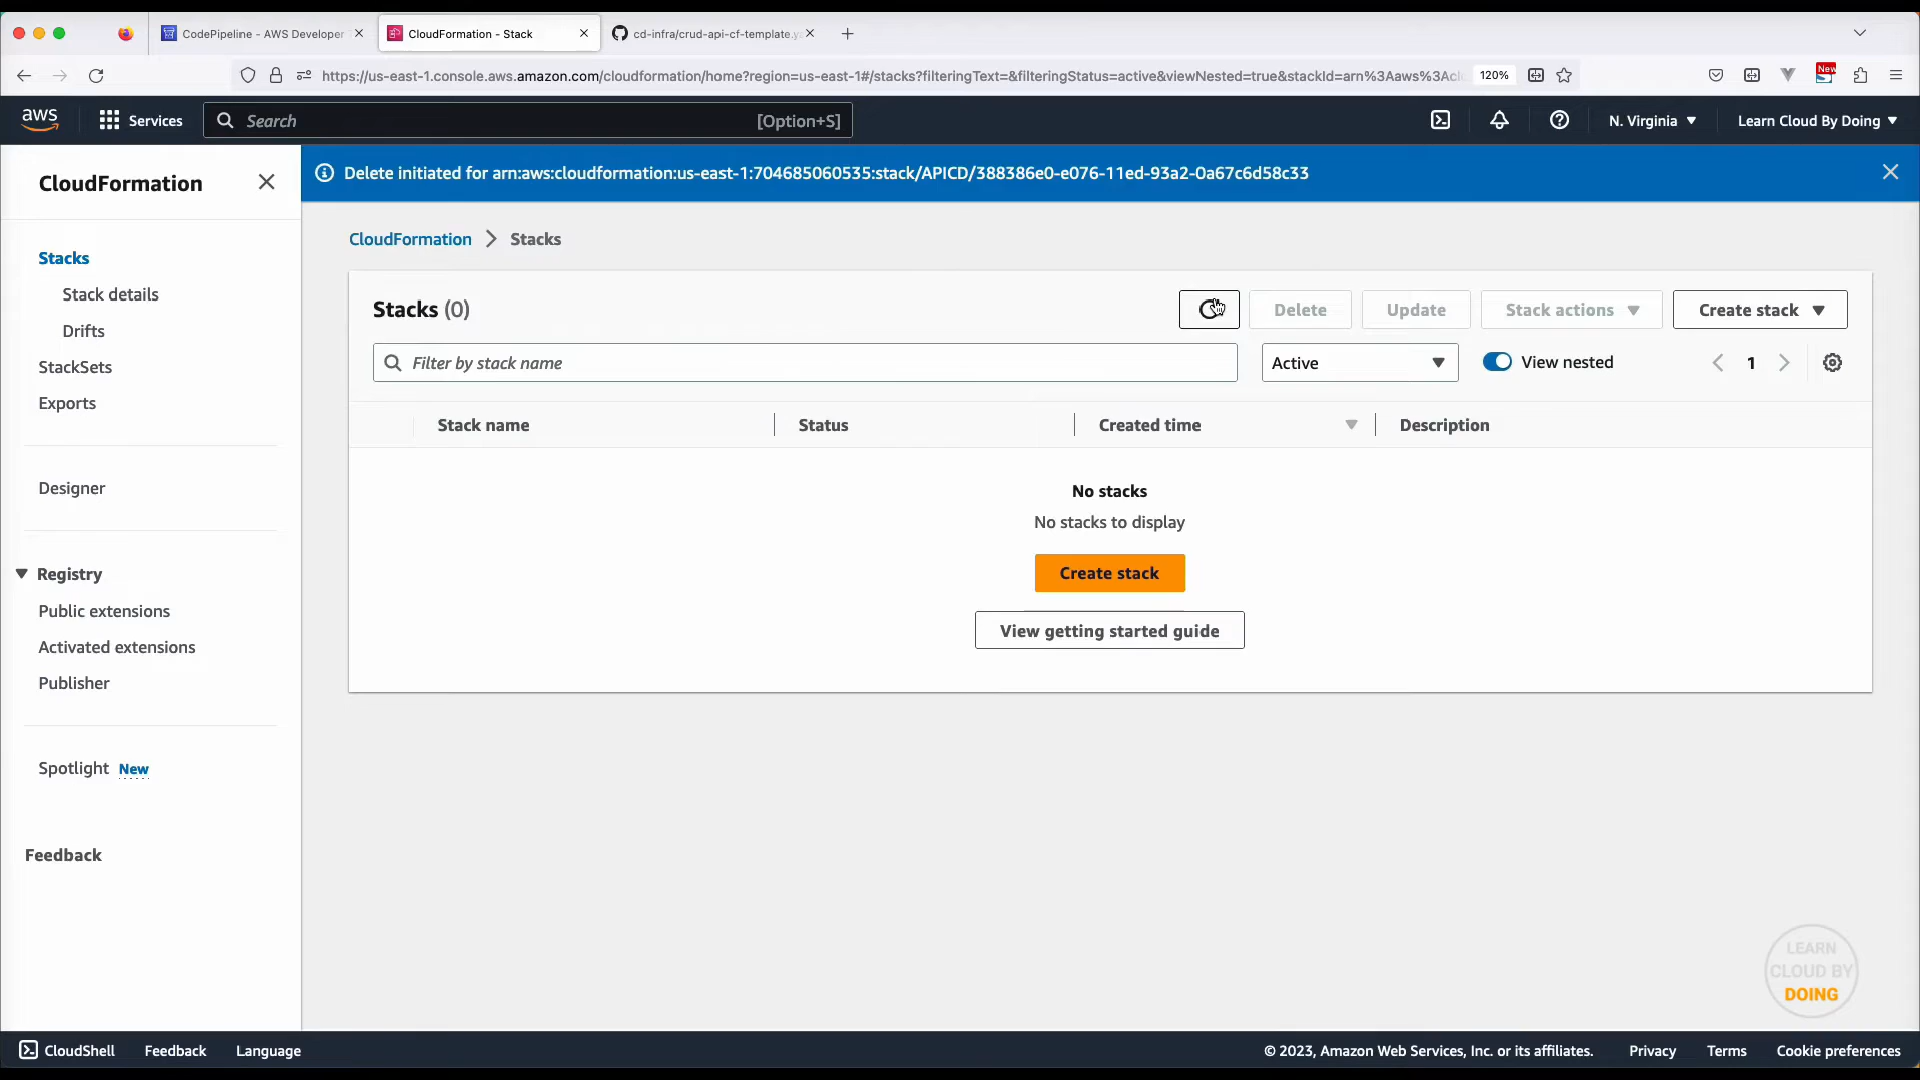 CodePipeline - AWS Developer
CloudFormation - Stack
cd-infra/crud-api-cf-template.y
https://us-east-1.console.aws.amazon.com/cloudformation/home?region=us-east-1#/stacks?filteringText=&filteringStatus=active&viewNested=true&stackId=arn%3Aaws%3Acl
120%
New
aws
Services
Search
[Option+S]
N. Virginia
Learn Cloud By Doing
CloudFormation
Delete initiated for arn:aws:cloudformation:us-east-1:704685060535:stack/APICD/388386e0-e076-11ed-93a2-0a67c6d58c33
CloudFormation
Stacks
Stacks
Stack details
Drifts
StackSets
Exports
Designer
Registry
Public extensions
Activated extensions
Publisher
Spotlight New
Feedback
Stacks (0)
Delete
Update
Stack actions
Create stack
Filter by stack name
Active
View nested
1
Stack name
Status
Created time
Description
No stacks
No stacks to display
Create stack
View getting started guide
LEARN
CLOUD BY
DOING
CloudShell
Feedback
Language
© 2023, Amazon Web Services, Inc. or its affiliates.
Privacy
Terms
Cookie preferences